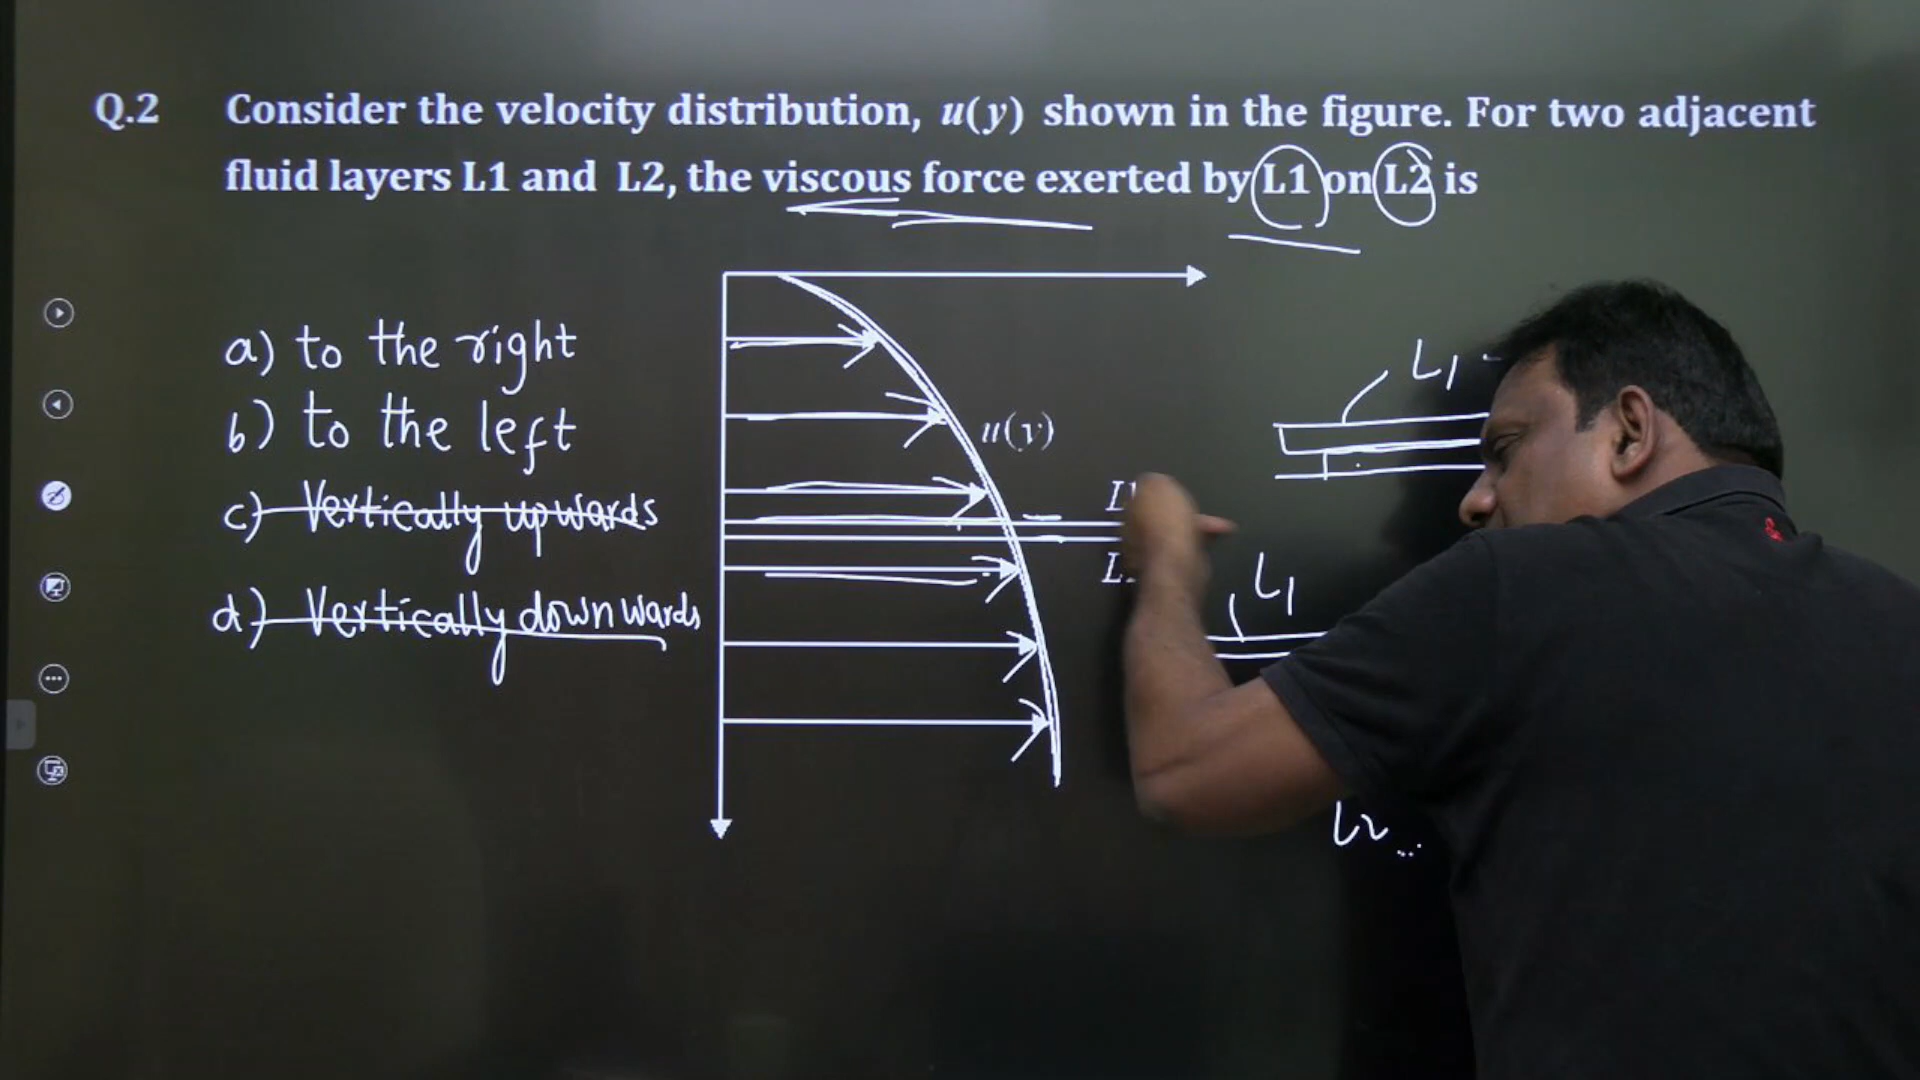 Q.2 Consider the velocity distribution, u(y) shown in the figure. For two adjacent
fluid layers L1 and L2, the viscous force exerted by L1 on L2 is
a) to the right
b) to the left
c) Vertically upwards
d) Vertically downwards
u(y)
L1
L1
L2